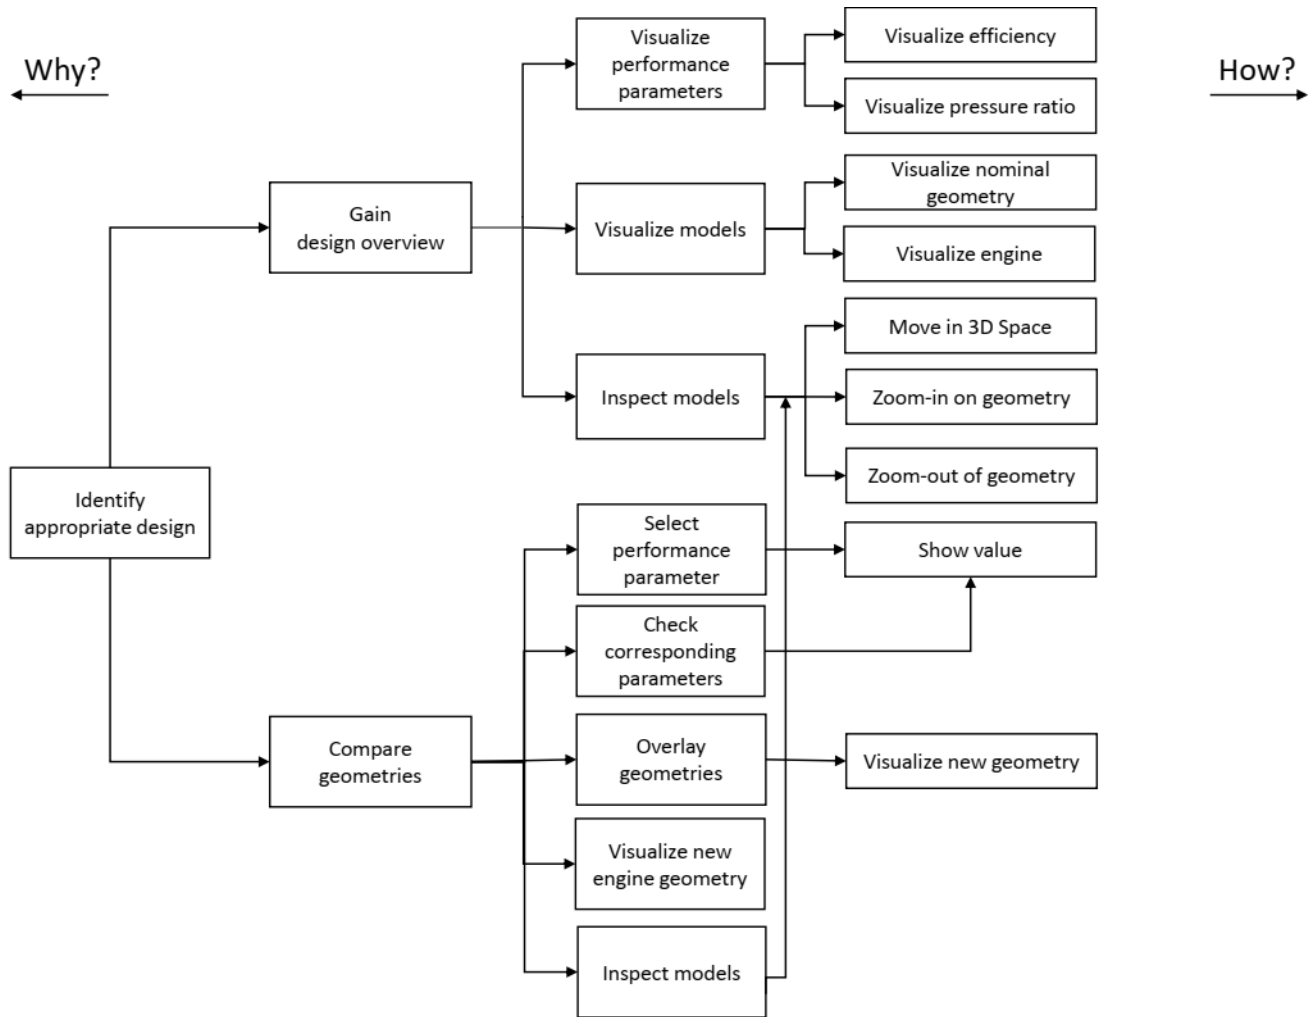 Why?
How?
Identify
appropriate design
Gain
design overview
Compare
geometries
Visualize
performance
parameters
Visualize models
Inspect models
Select
performance
parameter
Check
corresponding
parameters
Overlay
geometries
Visualize new
engine geometry
Inspect models
Visualize efficiency
Visualize pressure ratio
Visualize nominal
geometry
Visualize engine
Move in 3D Space
Zoom-in on geometry
Zoom-out of geometry
Show value
Visualize new geometry